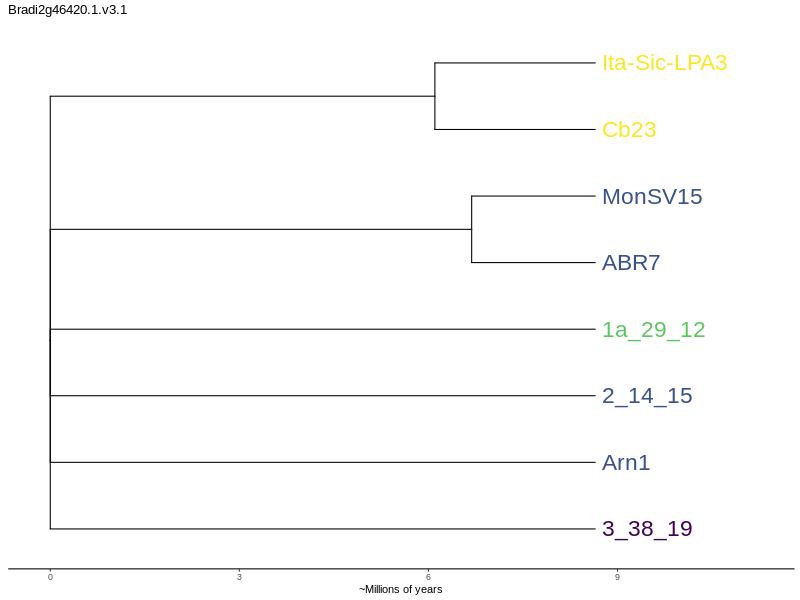 Bradi2g46420.1.v3.1
Ita-Sic-LPA3
Cb23
MonSV15
ABR7
1a_29_12
2_14_15
Arn1
3_38_19
0 3 6 9
~Millions of years